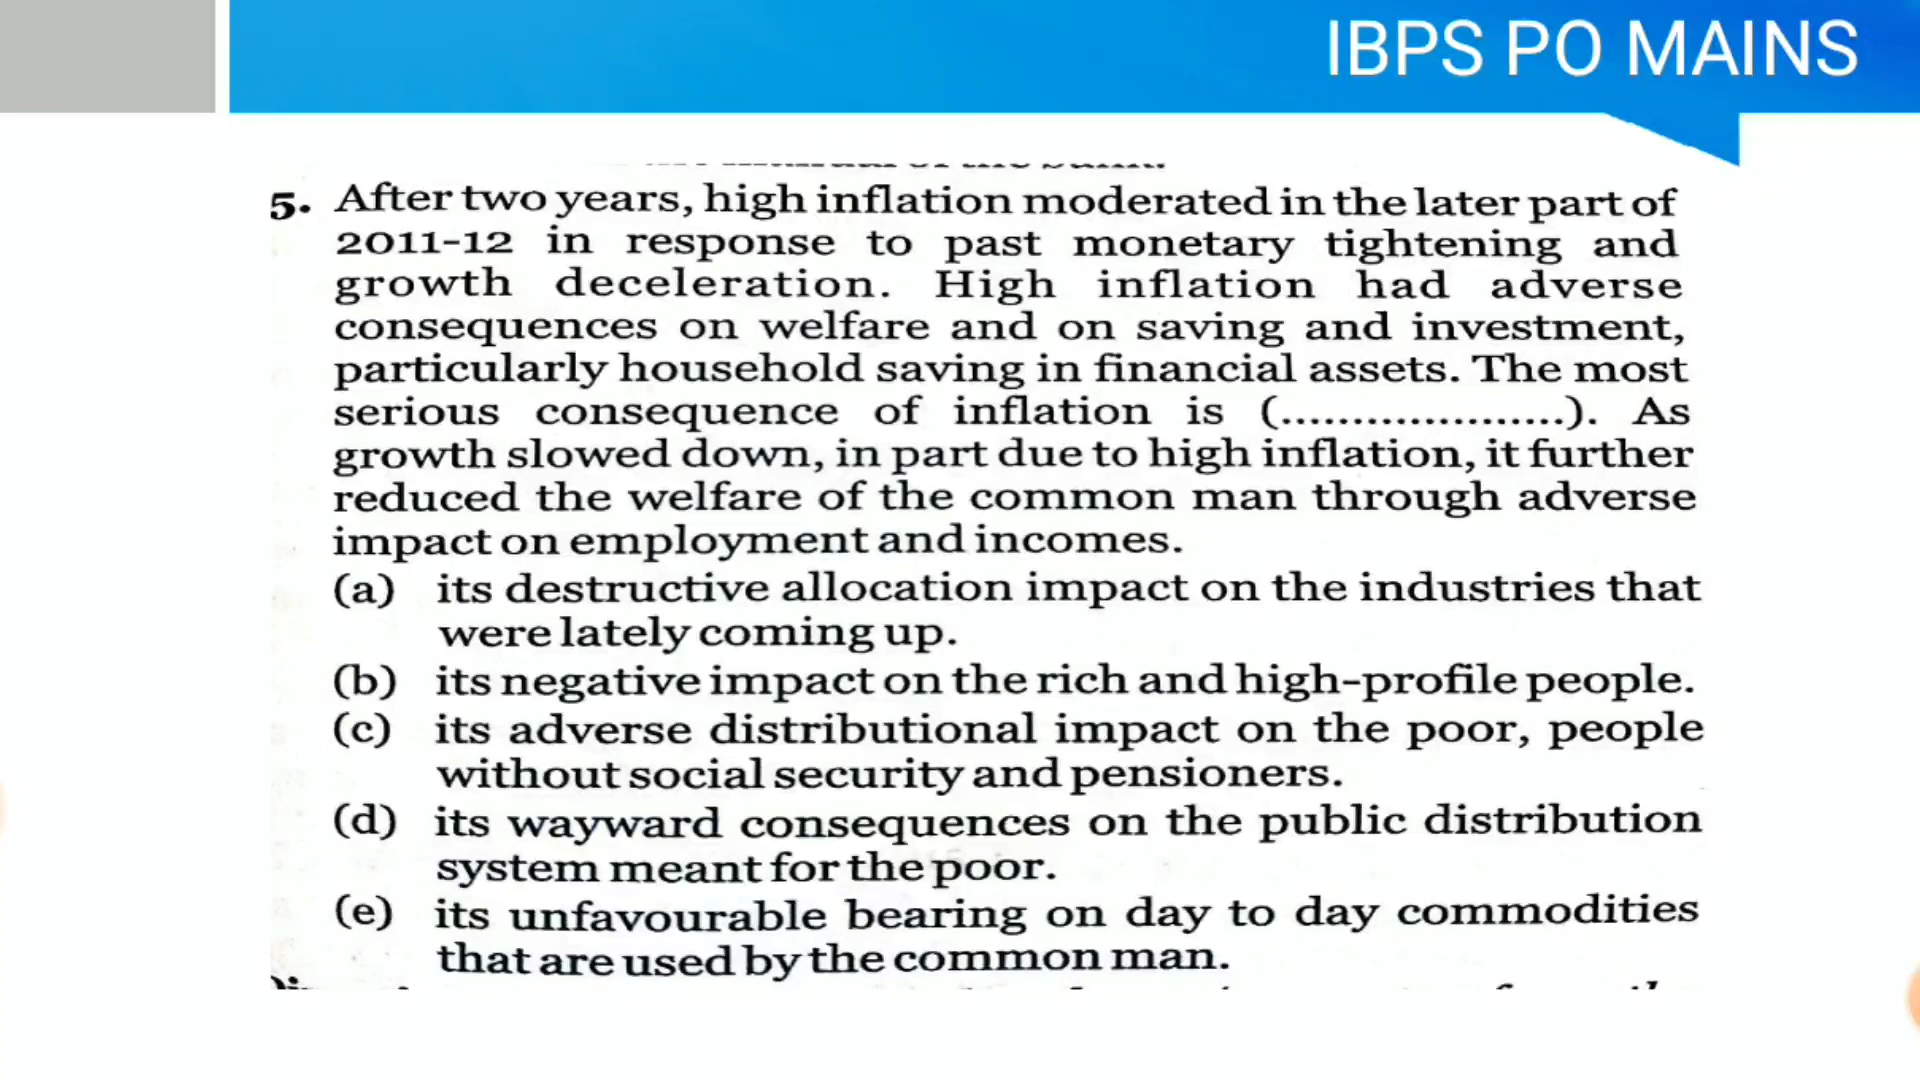 IBPS PO MAINS
5. After two years, high inflation moderated in the later part of
2011-12 in response to past monetary tightening and
growth deceleration. High inflation had adverse
consequences on welfare and on saving and investment,
particularly household saving in financial assets. The most
serious consequence of inflation is (....................). As
growth slowed down, in part due to high inflation, it further
reduced the welfare of the common man through adverse
impact on employment and incomes.
(a) its destructive allocation impact on the industries that
were lately coming up.
(b) its negative impact on the rich and high-profile people.
(c) its adverse distributional impact on the poor, people
without social security and pensioners.
(d) its wayward consequences on the public distribution
system meant for the poor.
(e) its unfavourable bearing on day to day commodities
that are used by the common man.